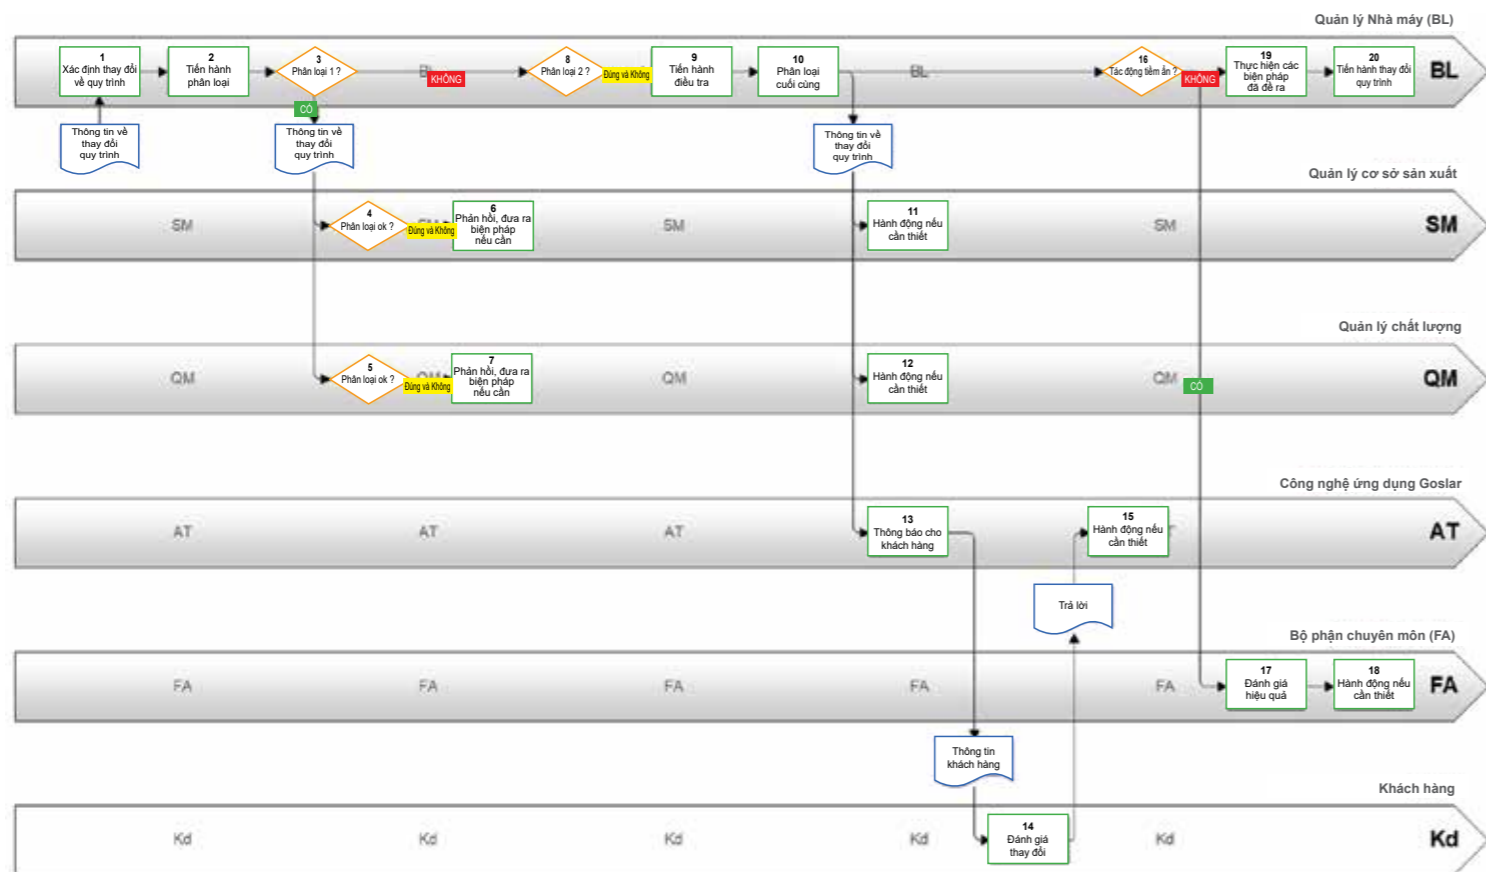 Quản lý Nhà máy (BL)
1
Xác định thay đổi
về quy trình
2
Tiến hành
phân loại
3
Phân loại 1 ?
BL
KHÔNG
8
Phân loại 2 ?
Đúng và Không
9
Tiến hành
điều tra
10
Phân loại
cuối cùng
BL
16
Tác động tiềm ẩn ?
KHÔNG
19
Thực hiện các
biện pháp
đã đề ra
20
Tiến hành thay đổi
quy trình
BL
CÓ
Thông tin về
thay đổi
quy trình
Thông tin về
thay đổi
quy trình
Thông tin về
thay đổi
quy trình
Quản lý cơ sở sản xuất
SM
4
Phân loại ok ?
SM
Đúng và Không
6
Phản hồi, đưa ra
biện pháp
nếu cần
SM
11
Hành động nếu
cần thiết
SM
SM
Quản lý chất lượng
QM
5
Phân loại ok ?
QM
Đúng và Không
7
Phản hồi, đưa ra
biện pháp
nếu cần
QM
12
Hành động nếu
cần thiết
QM
CÓ
QM
Công nghệ ứng dụng Goslar
AT
AT
AT
13
Thông báo cho
khách hàng
15
Hành động nếu
cần thiết
AT
Trả lời
Bộ phận chuyên môn (FA)
FA
FA
FA
FA
FA
17
Đánh giá
hiệu quả
18
Hành động nếu
cần thiết
FA
Thông tin
khách hàng
Khách hàng
Kd
Kd
Kd
Kd
14
Đánh giá
thay đổi
Kd
Kd